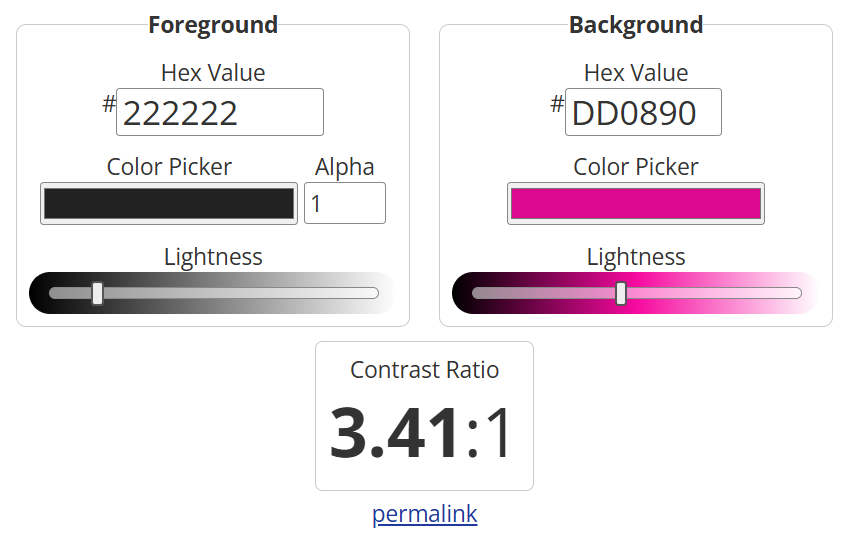 Foreground
Hex Value
#222222
Color Picker Alpha
1
Lightness
Background
Hex Value
#DD0890
Color Picker
Lightness
Contrast Ratio
3.41:1
permalink